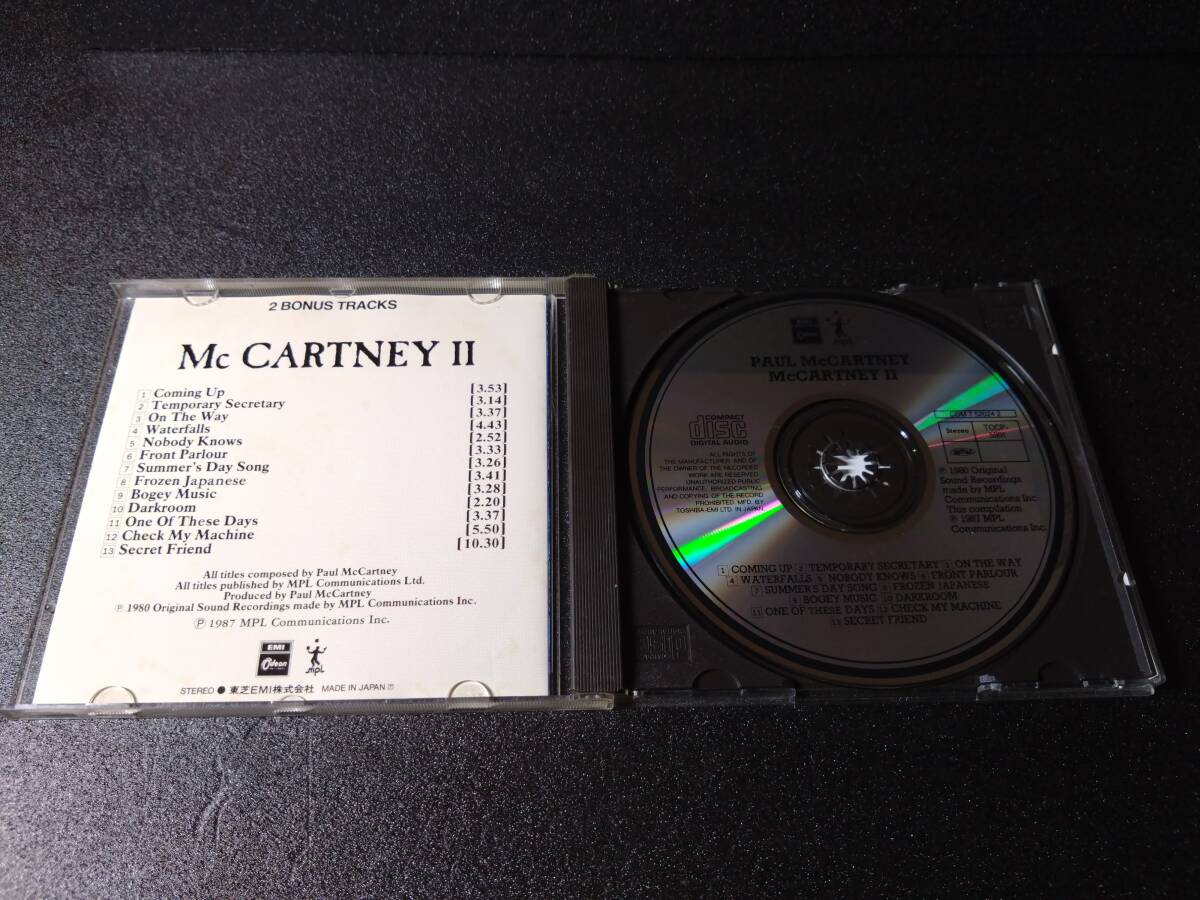 2 BONUS TRACKS
Mc CARTNEY II
1 Coming Up [3.53]
2 Temporary Secretary [3.14]
3 On The Way [3.37]
4 Waterfalls [4.43]
5 Nobody Knows [2.52]
6 Front Parlour [3.33]
7 Summer's Day Song [3.26]
8 Frozen Japanese [3.41]
9 Bogey Music [3.28]
10 Darkroom [2.20]
11 One Of These Days [3.37]
12 Check My Machine [5.50]
13 Secret Friend [10.30]
All titles composed by Paul McCartney
All titles published by MPL Communications Ltd.
Produced by Paul McCartney
℗ 1980 Original Sound Recordings made by MPL Communications Inc.
℗ 1987 MPL Communications Inc.
EMI
Odeon
MPL
STEREO ● 東芝EMI株式会社 MADE IN JAPAN
EMI
MPL
PAUL McCARTNEY
McCARTNEY II
COMPACT
disc
DIGITAL AUDIO
ALL RIGHTS OF
THE MANUFACTURER AND OF
THE OWNER OF THE RECORDED
WORK ARE RESERVED
UNAUTHORIZED PUBLIC
PERFORMANCE, BROADCASTING
AND COPYING OF THE RECORD
PROHIBITED. MFD. BY
TOSHIBA-EMI LTD. IN JAPAN
Stereo
TOCP-
℗ 1980 Original
Sound Recordings
made by MPL
Communications Inc.
This compilation
℗ 1987 MPL
Communications Inc.
1 COMING UP 2 TEMPORARY SECRETARY 3 ON THE WAY
4 WATERFALLS 5 NOBODY KNOWS 6 FRONT PARLOUR
7 SUMMER'S DAY SONG 8 FROZEN JAPANESE
9 BOGEY MUSIC 10 DARKROOM
11 ONE OF THESE DAYS 12 CHECK MY MACHINE
13 SECRET FRIEND